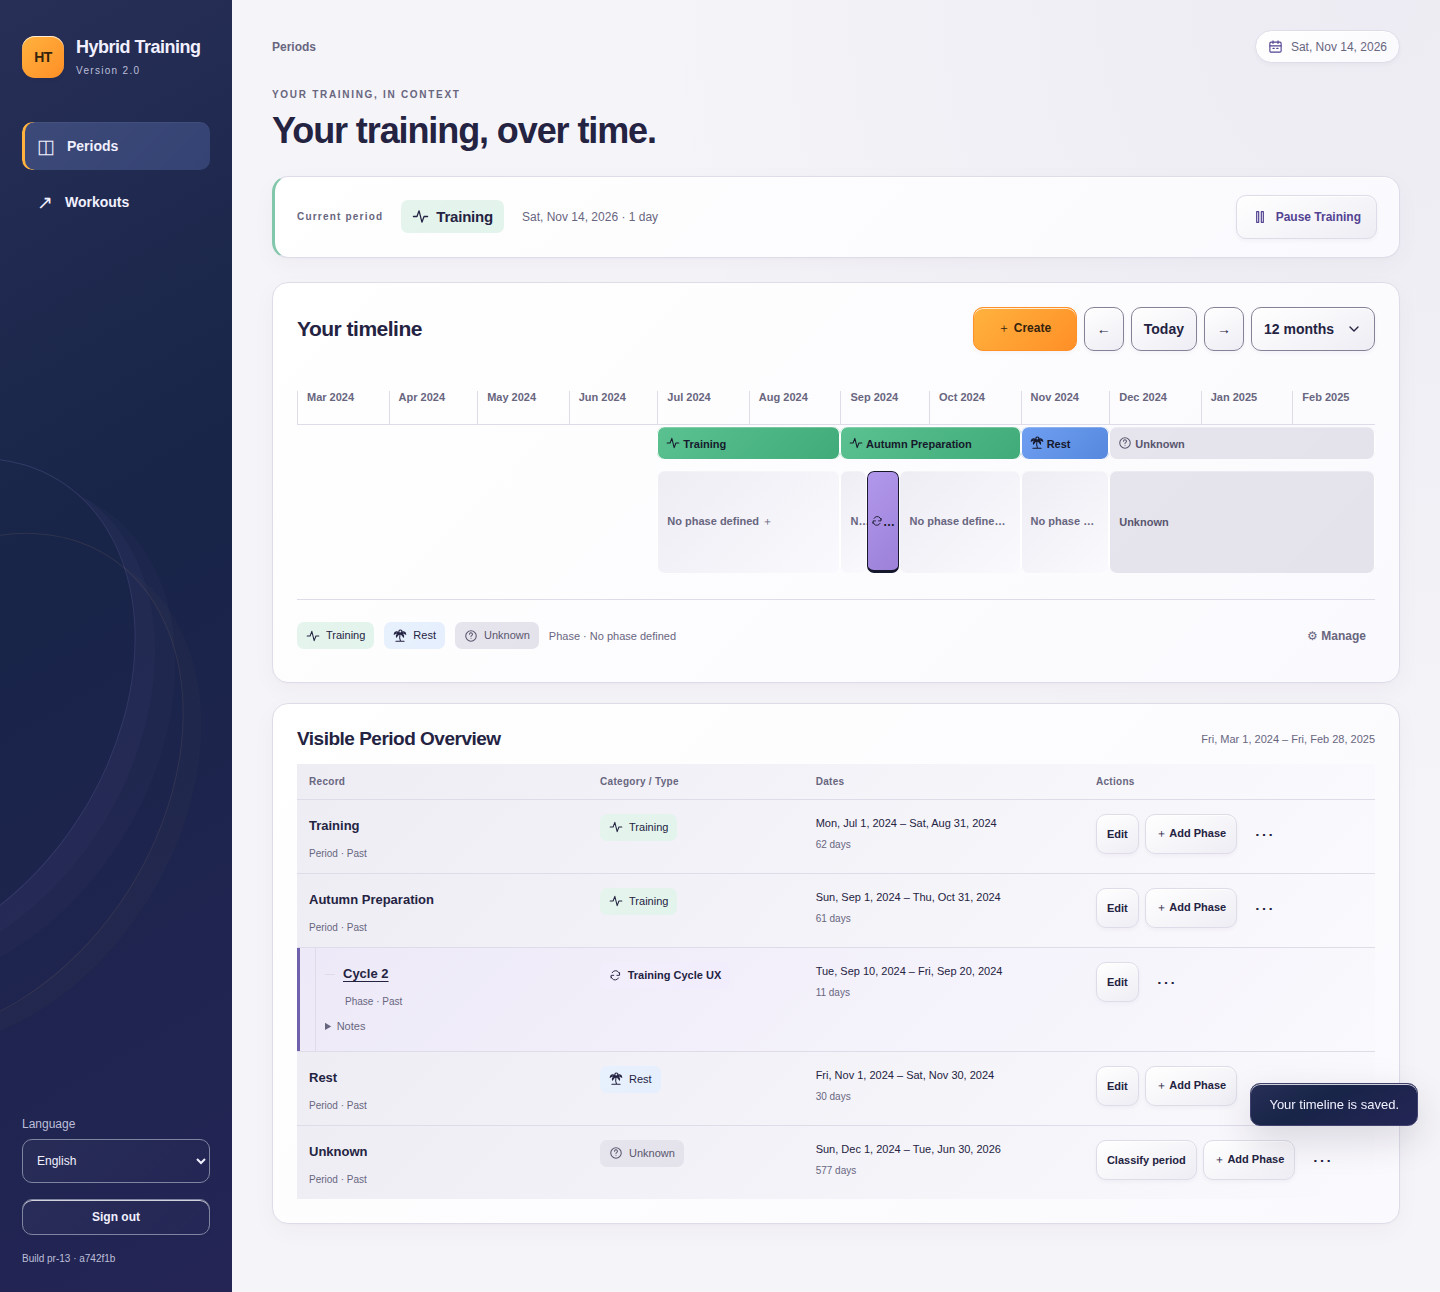 HT
Hybrid Training
Version 2.0
Periods
Workouts
Language
English
Sign out
Build pr-13 · a742f1b
Periods
Sat, Nov 14, 2026
YOUR TRAINING, IN CONTEXT
Your training, over time.
Current period
Training
Sat, Nov 14, 2026 · 1 day
Pause Training
Your timeline
+ Create
←
Today
→
12 months
Mar 2024 Apr 2024 May 2024 Jun 2024 Jul 2024 Aug 2024 Sep 2024 Oct 2024 Nov 2024 Dec 2024 Jan 2025 Feb 2025
Training Autumn Preparation Rest Unknown
No phase defined + N… … No phase define… No phase … Unknown
Training Rest Unknown Phase · No phase defined
Manage
Visible Period Overview
Fri, Mar 1, 2024 – Fri, Feb 28, 2025
Record Category / Type Dates Actions
Training
Period · Past
Training
Mon, Jul 1, 2024 – Sat, Aug 31, 2024
62 days
Edit + Add Phase ···
Autumn Preparation
Period · Past
Training
Sun, Sep 1, 2024 – Thu, Oct 31, 2024
61 days
Edit + Add Phase ···
Cycle 2
Phase · Past
▶ Notes
Training Cycle UX
Tue, Sep 10, 2024 – Fri, Sep 20, 2024
11 days
Edit ···
Rest
Period · Past
Rest
Fri, Nov 1, 2024 – Sat, Nov 30, 2024
30 days
Edit + Add Phase
Your timeline is saved.
Unknown
Period · Past
Unknown
Sun, Dec 1, 2024 – Tue, Jun 30, 2026
577 days
Classify period + Add Phase ···